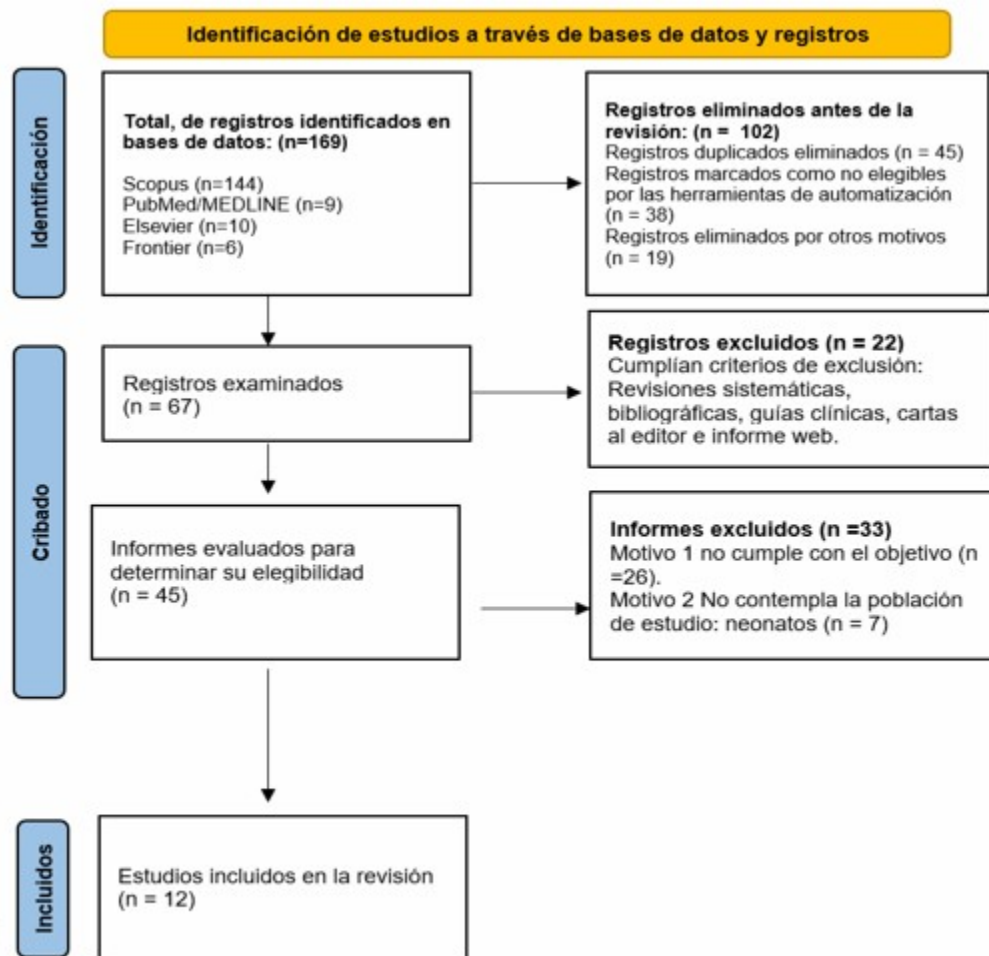 Identificación de estudios a través de bases de datos y registros
Identificación
Total, de registros identificados en
bases de datos: (n=169)
Scopus (n=144)
PubMed/MEDLINE (n=9)
Elsevier (n=10)
Frontier (n=6)
Registros eliminados antes de la
revisión: (n = 102)
Registros duplicados eliminados (n = 45)
Registros marcados como no elegibles
por las herramientas de automatización
(n = 38)
Registros eliminados por otros motivos
(n = 19)
Cribado
Registros examinados
(n = 67)
Registros excluidos (n = 22)
Cumplían criterios de exclusión:
Revisiones sistemáticas,
bibliográficas, guías clínicas, cartas
al editor e informe web.
Informes evaluados para
determinar su elegibilidad
(n = 45)
Informes excluidos (n =33)
Motivo 1 no cumple con el objetivo (n
=26).
Motivo 2 No contempla la población
de estudio: neonatos (n = 7)
Incluidos
Estudios incluidos en la revisión
(n = 12)